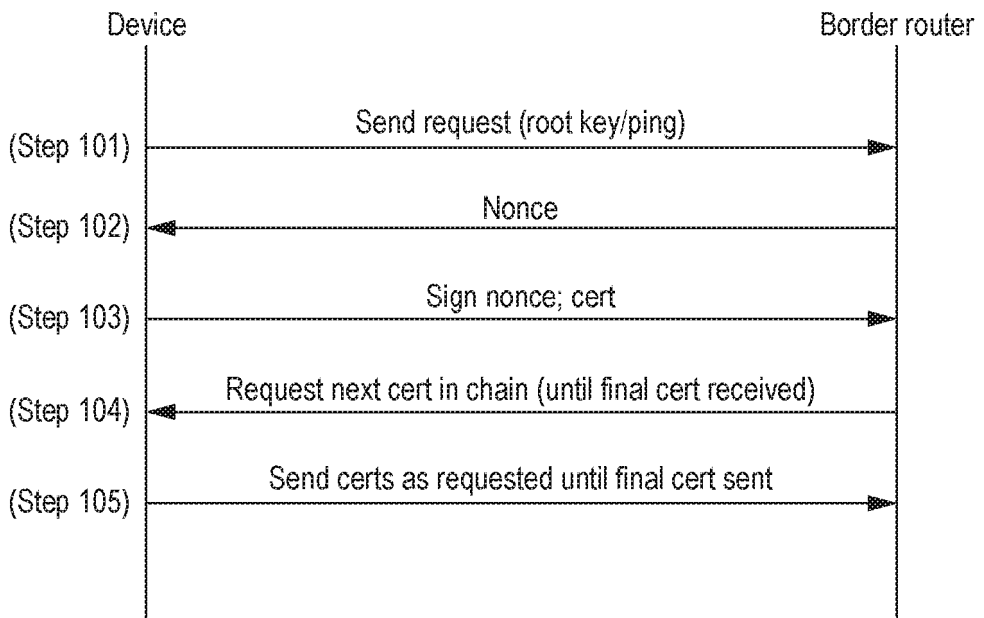 Device
Border router
(Step 101)
Send request (root key/ping)
(Step 102)
Nonce
(Step 103)
Sign nonce; cert
(Step 104)
Request next cert in chain (until final cert received)
(Step 105)
Send certs as requested until final cert sent